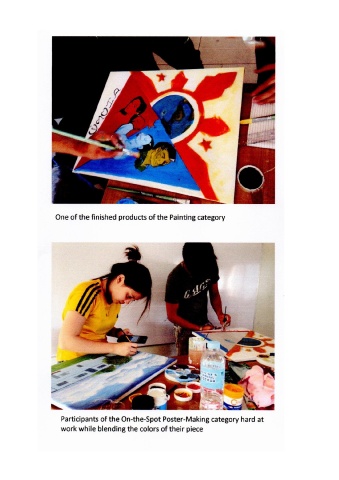 One of the finished products of the Painting category
Participants of the On-the-Spot Poster-Making category hard at
work while blending the colors of their piece